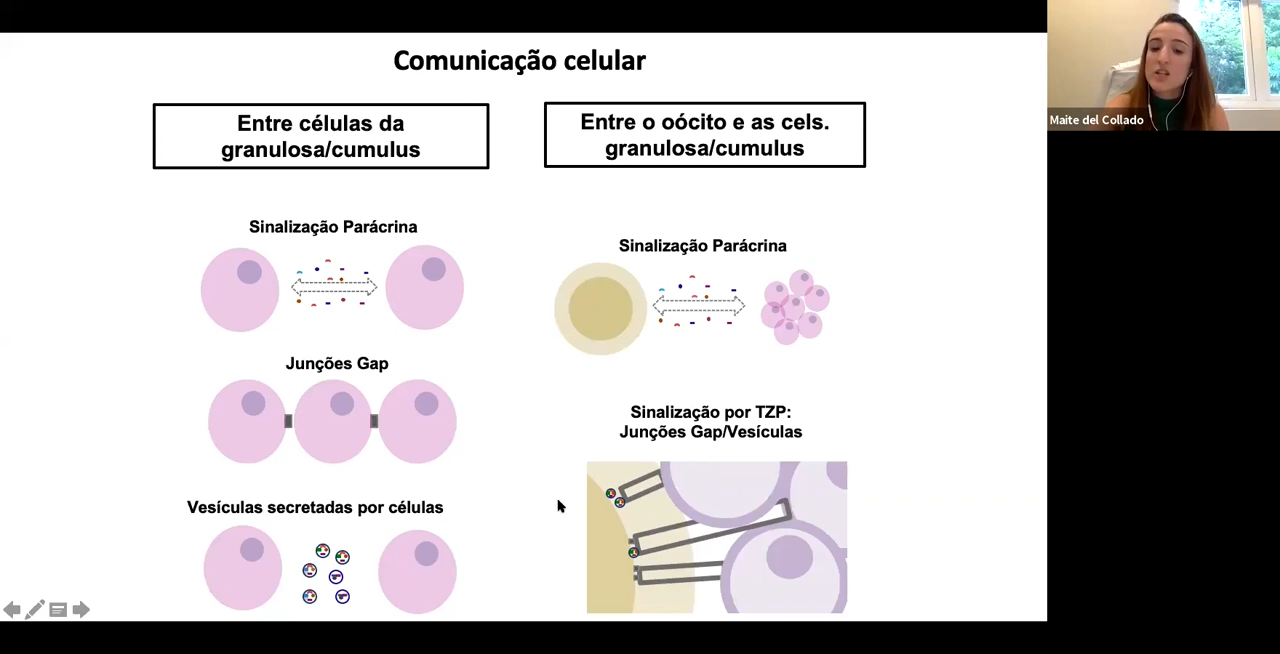 Comunicação celular
Entre células da
granulosa/cumulus
Sinalização Parácrina
Junções Gap
Vesículas secretadas por células
Entre o oócito e as cels.
granulosa/cumulus
Sinalização Parácrina
Sinalização por TZP:
Junções Gap/Vesículas
Maite del Collado